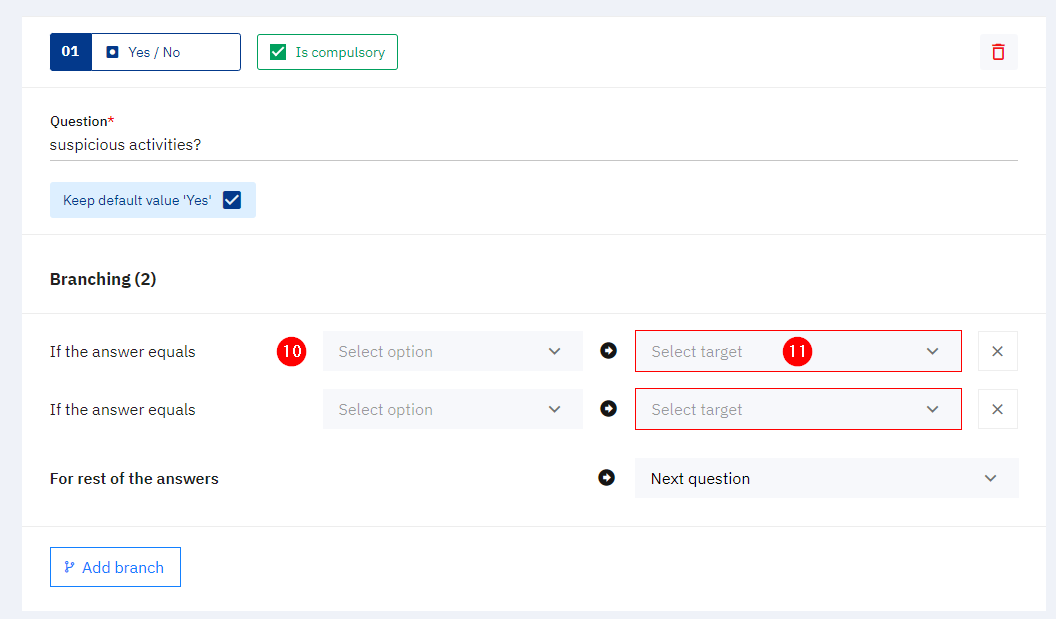 01 Yes / No Is compulsory
Question*
suspicious activities?
Keep default value 'Yes'
Branching (2)
If the answer equals 10 Select option Select target 11
If the answer equals Select option Select target
For rest of the answers Next question
Add branch